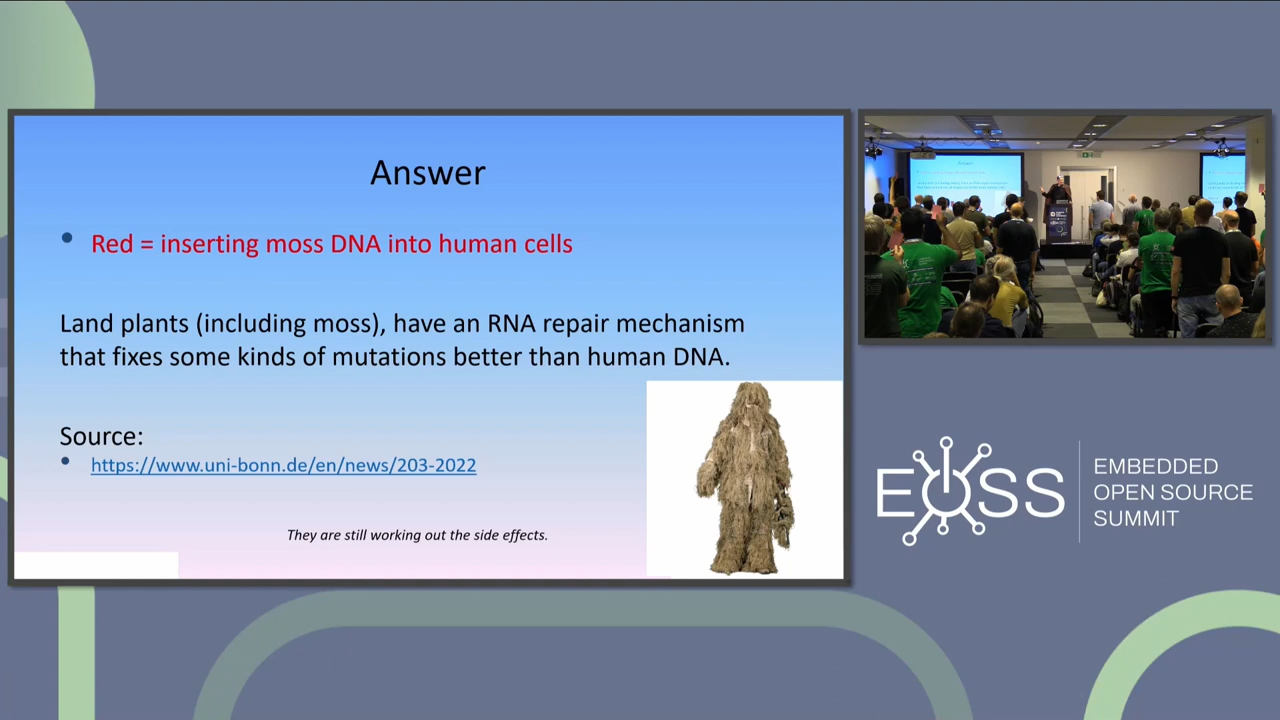 Answer
Red = inserting moss DNA into human cells
Land plants (including moss), have an RNA repair mechanism
that fixes some kinds of mutations better than human DNA.
Source:
https://www.uni-bonn.de/en/news/203-2022
They are still working out the side effects.
EOSS
EMBEDDED
OPEN SOURCE
SUMMIT